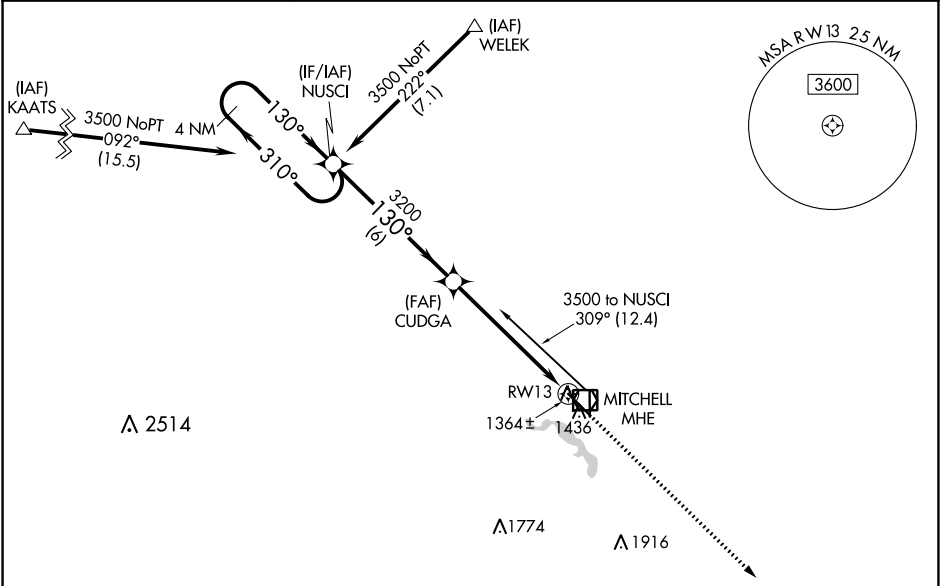 (IAF)
WELEK
3500 NoPT
222°
(7.1)
(IF/IAF)
NUSCI
MSA RW13 25 NM
3600
(IAF)
KAATS
3500 NoPT
092°
(15.5)
4 NM
130°
310°
3200
130°
(6)
(FAF)
CUDGA
3500 to NUSCI
309° (12.4)
RW13
MITCHELL
MHE
1364±
1436
2514
1774
1916